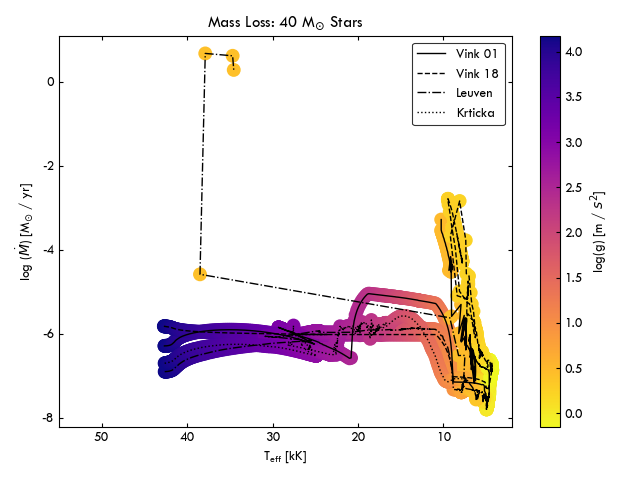 Mass Loss: 40 M⊙ Stars
Vink 01
Vink 18
Leuven
Krticka
0
-2
-4
-6
-8
50
40
30
20
10
T_eff [kK]
log (Ṁ) [M⊙ / yr]
4.0
3.5
3.0
2.5
2.0
1.5
1.0
0.5
0.0
log(g) [m / s²]